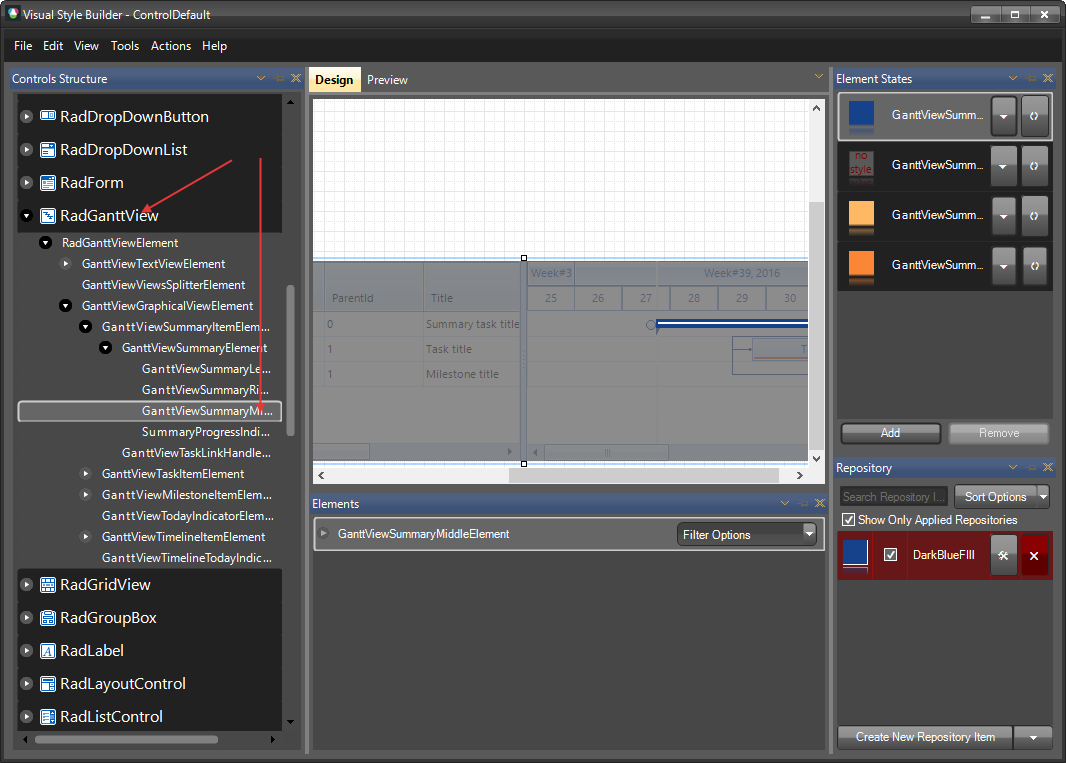 Visual Style Builder - ControlDefault
File Edit View Tools Actions Help
Controls Structure
RadDropDownButton
RadDropDownList
RadForm
RadGanttView
RadGanttViewElement
GanttViewTextViewElement
GanttViewViewsSplitterElement
GanttViewGraphicalViewElement
GanttViewSummaryItemElem...
GanttViewSummaryElement
GanttViewSummaryLe...
GanttViewSummaryRi...
GanttViewSummaryMi...
SummaryProgressIndi...
GanttViewTaskLinkHandle...
GanttViewTaskItemElement
GanttViewMilestoneItemElem...
GanttViewTodayIndicatorElem...
GanttViewTimelineItemElement
GanttViewTimelineTodayIndic...
RadGridView
RadGroupBox
RadLabel
RadLayoutControl
RadListControl
Design Preview
Week#3 Week#39, 2016
ParentId Title 25 26 27 28 29 30
0 Summary task title
1 Task title T
1 Milestone title
Elements
GanttViewSummaryMiddleElement Filter Options
Element States
GanttViewSumm...
no style GanttViewSumm...
GanttViewSumm...
GanttViewSumm...
Add Remove
Repository
Search Repository I... Sort Options
Show Only Applied Repositories
DarkBlueFIll
Create New Repository Item